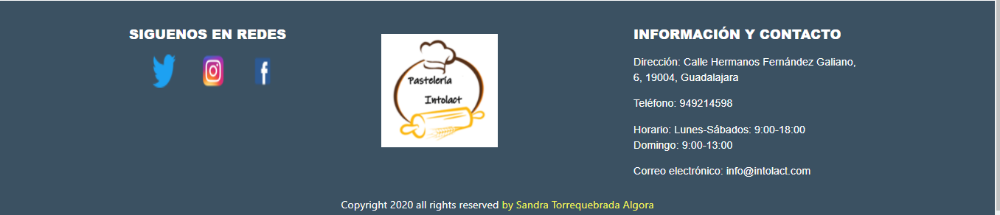 SIGUENOS EN REDES
Pastelería
Intolact
INFORMACIÓN Y CONTACTO
Dirección: Calle Hermanos Fernández Galiano,
6, 19004, Guadalajara
Teléfono: 949214598
Horario: Lunes-Sábados: 9:00-18:00
Domingo: 9:00-13:00
Correo electrónico: info@intolact.com
Copyright 2020 all rights reserved by Sandra Torrequebrada Algora